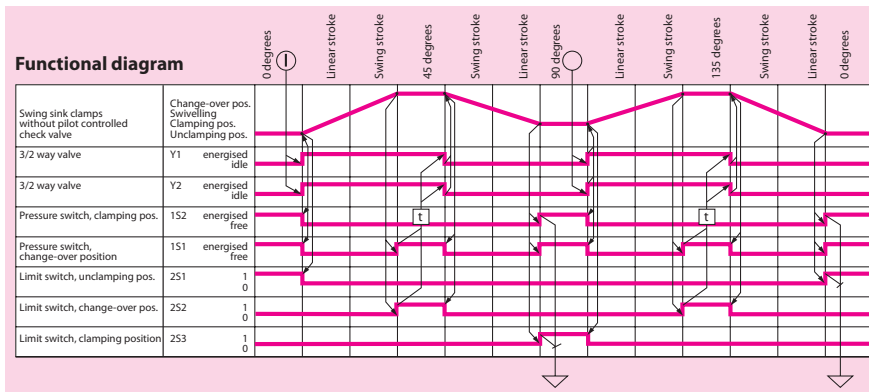 0 degrees
I
Linear stroke
Swing stroke
45 degrees
Swing stroke
Linear stroke
90 degrees
Linear stroke
Swing stroke
135 degrees
Swing stroke
Linear stroke
0 degrees
Functional diagram
Swing sink clamps
without pilot controlled
check valve
Change-over pos.
Swivelling
Clamping pos.
Unclamping pos.
3/2 way valve Y1 energised
idle
3/2 way valve Y2 energised
idle
Pressure switch, clamping pos. 1S2 energised
free
t
t
Pressure switch,
change-over position
1S1 energised
free
Limit switch, unclamping pos. 2S1 1
0
Limit switch, change-over pos. 2S2 1
0
Limit switch, clamping position 2S3 1
0